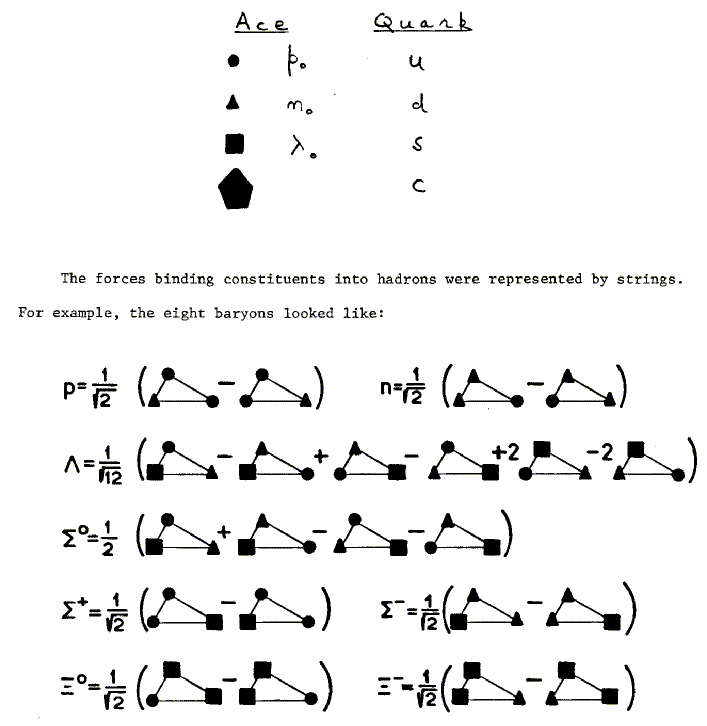 Ace Quark
p₀ u
n₀ d
λ₀ s
c
The forces binding constituents into hadrons were represented by strings.
For example, the eight baryons looked like:
p=1/√2 ( − ) n=1/√2 ( − )
Λ=1/√12 ( − + − +2 −2 )
Σ⁰=1/2 ( + − − )
Σ⁺=1/√2 ( − ) Σ⁻=1/√2 ( − )
Ξ⁰=1/√2 ( − ) Ξ⁻=1/√2 ( − )